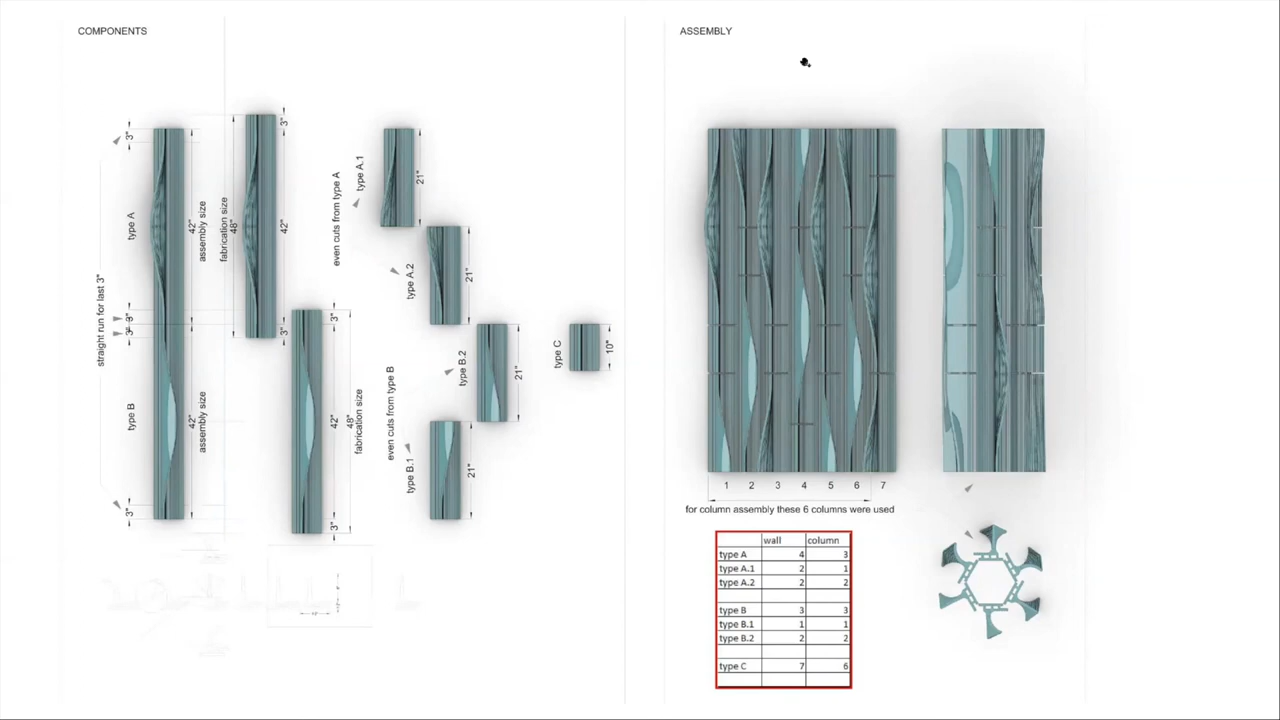 COMPONENTS
3"
type A
42"
assembly size
straight run for last 3"
3"
3"
type B
42"
assembly size
3"
fabrication size
48"
3"
42"
3"
3"
42"
48"
fabrication size
3"
even cuts from type A
type A.1
21"
type A.2
21"
even cuts from type B
type B.2
21"
type B.1
21"
type C
10"
ASSEMBLY
1 2 3 4 5 6 7
for column assembly these 6 columns were used
wall column
type A 4 3
type A.1 2 1
type A.2 2 2
type B 3 3
type B.1 1 1
type B.2 2 2
type C 7 6